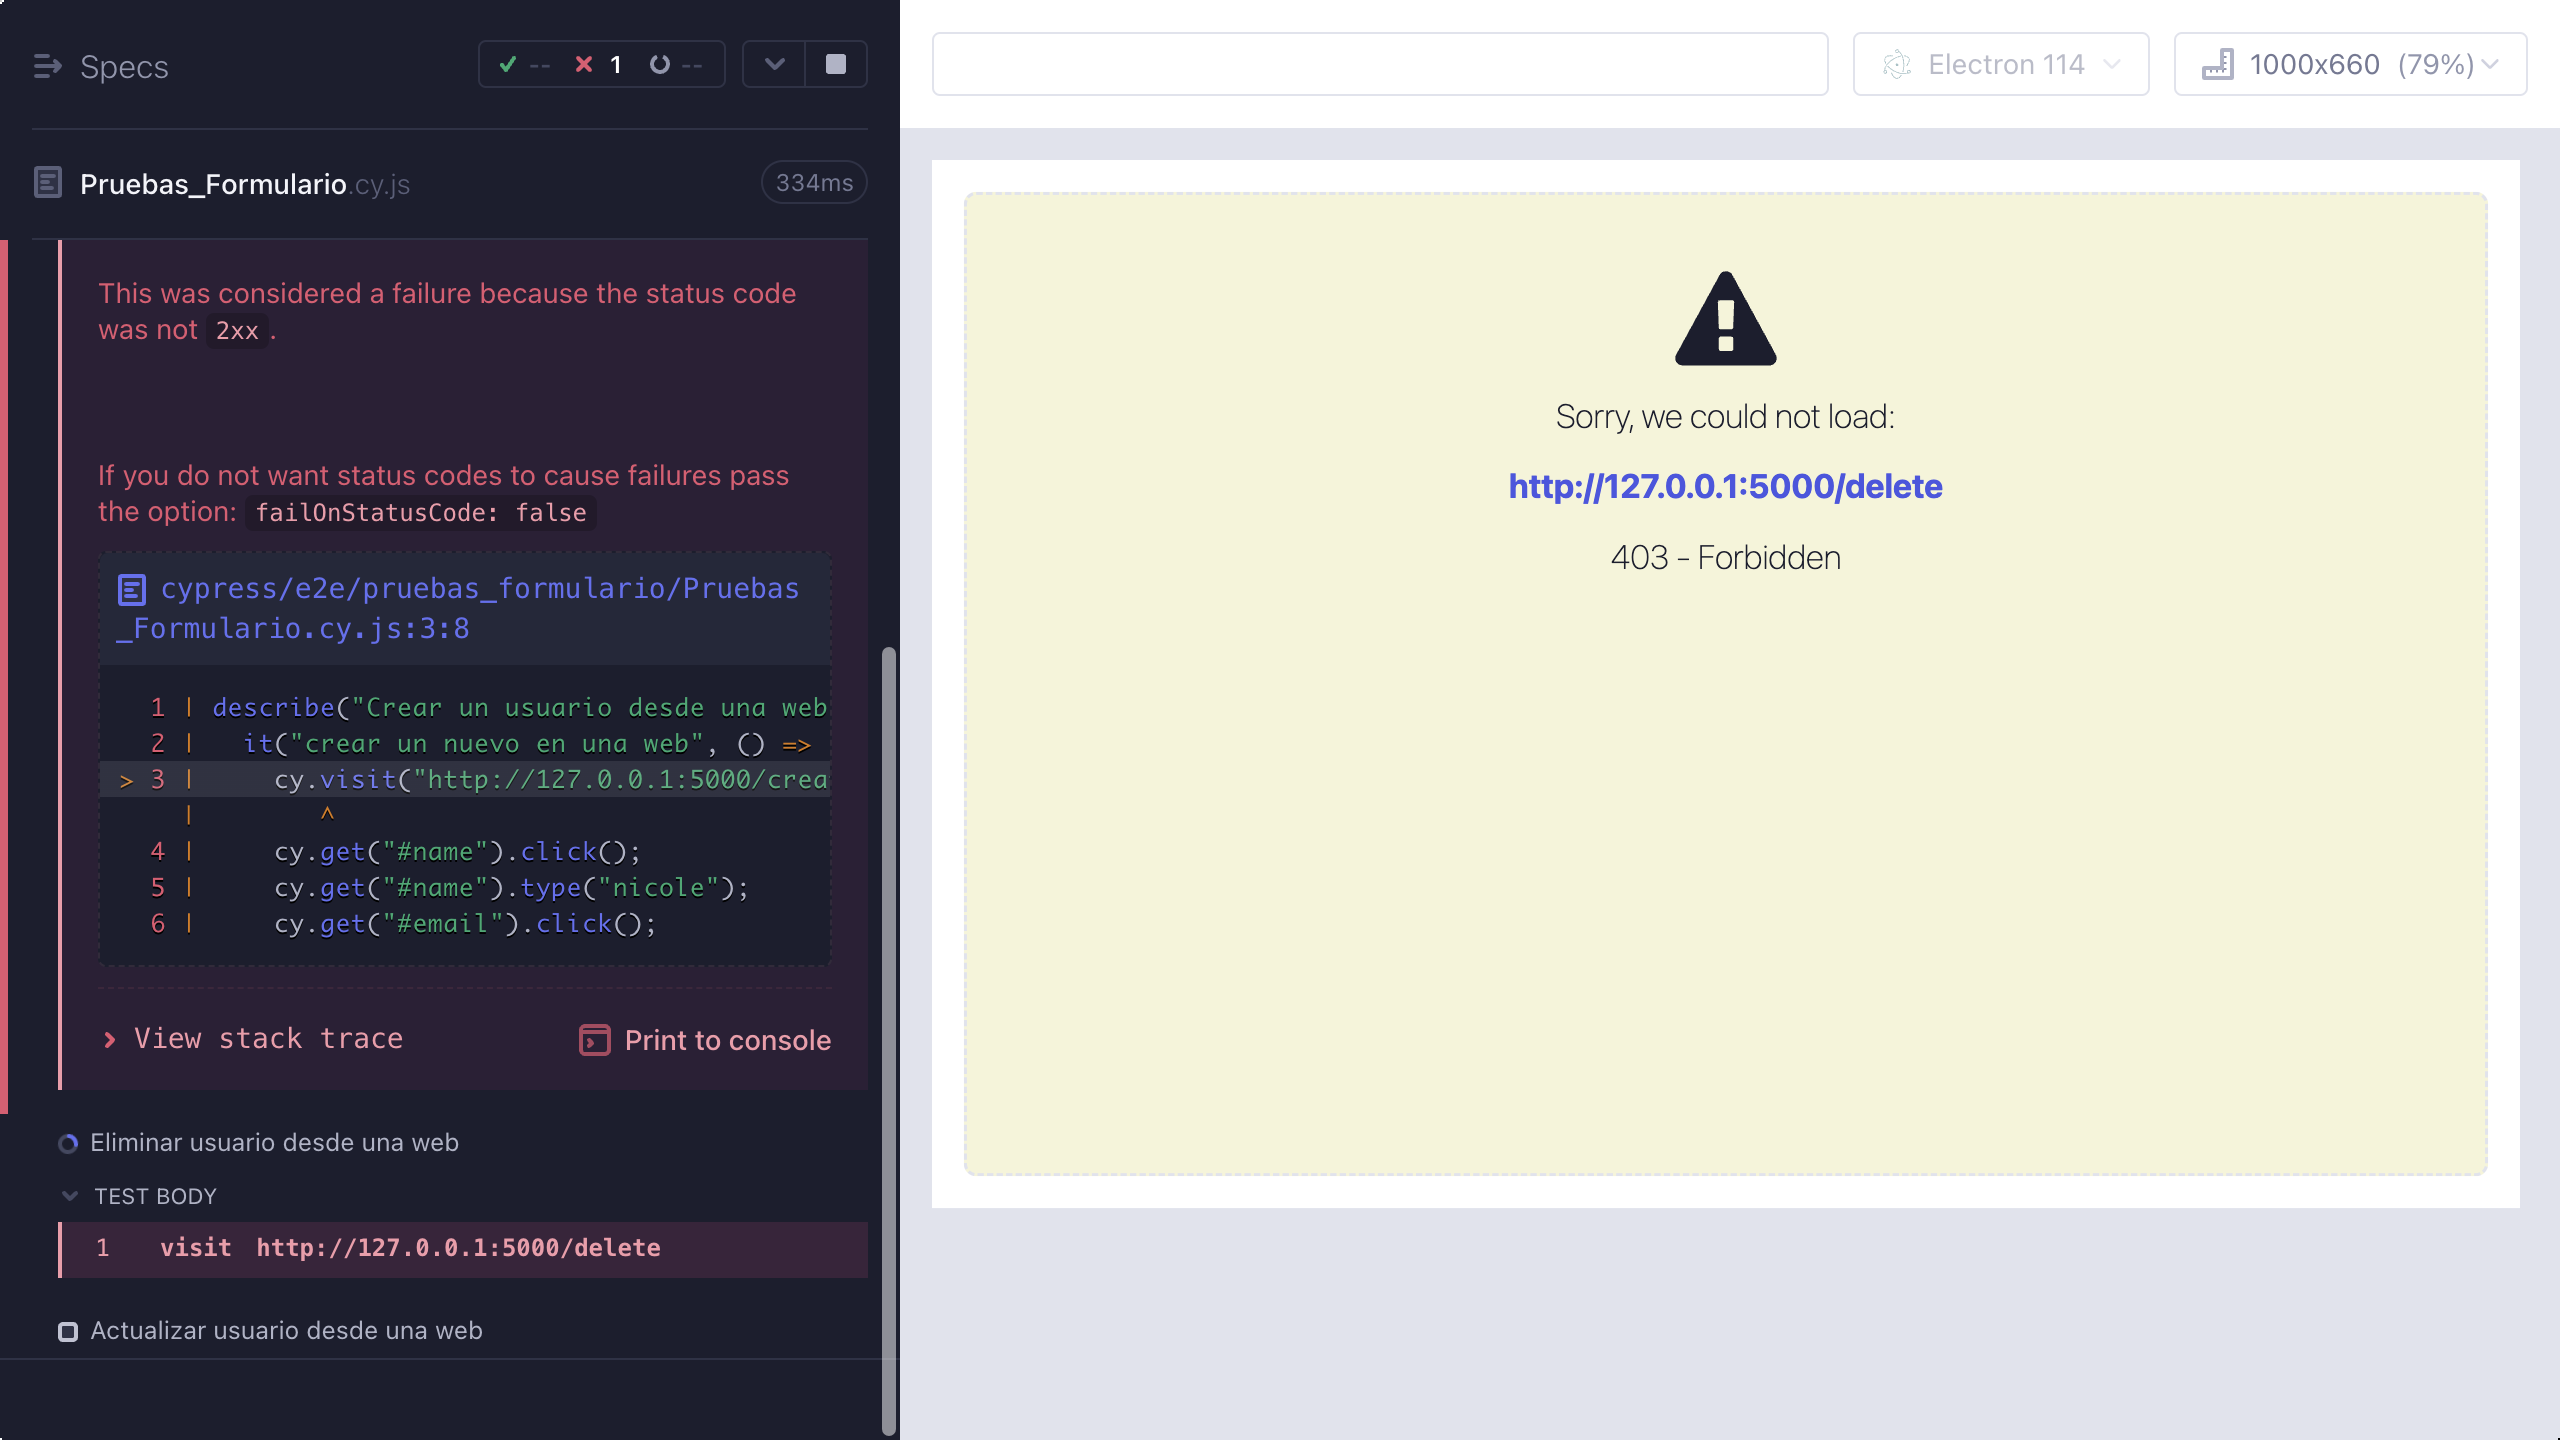 Specs
-- 1 --
Pruebas_Formulario.cy.js 334ms
This was considered a failure because the status code
was not 2xx.
If you do not want status codes to cause failures pass
the option: failOnStatusCode: false
cypress/e2e/pruebas_formulario/Pruebas
_Formulario.cy.js:3:8
1 | describe("Crear un usuario desde una web
2 | it("crear un nuevo en una web", () =>
> 3 | cy.visit("http://127.0.0.1:5000/crea
| ^
4 | cy.get("#name").click();
5 | cy.get("#name").type("nicole");
6 | cy.get("#email").click();
View stack trace
Print to console
Eliminar usuario desde una web
TEST BODY
1 visit http://127.0.0.1:5000/delete
Actualizar usuario desde una web
Electron 114
1000x660 (79%)
Sorry, we could not load:
http://127.0.0.1:5000/delete
403 - Forbidden